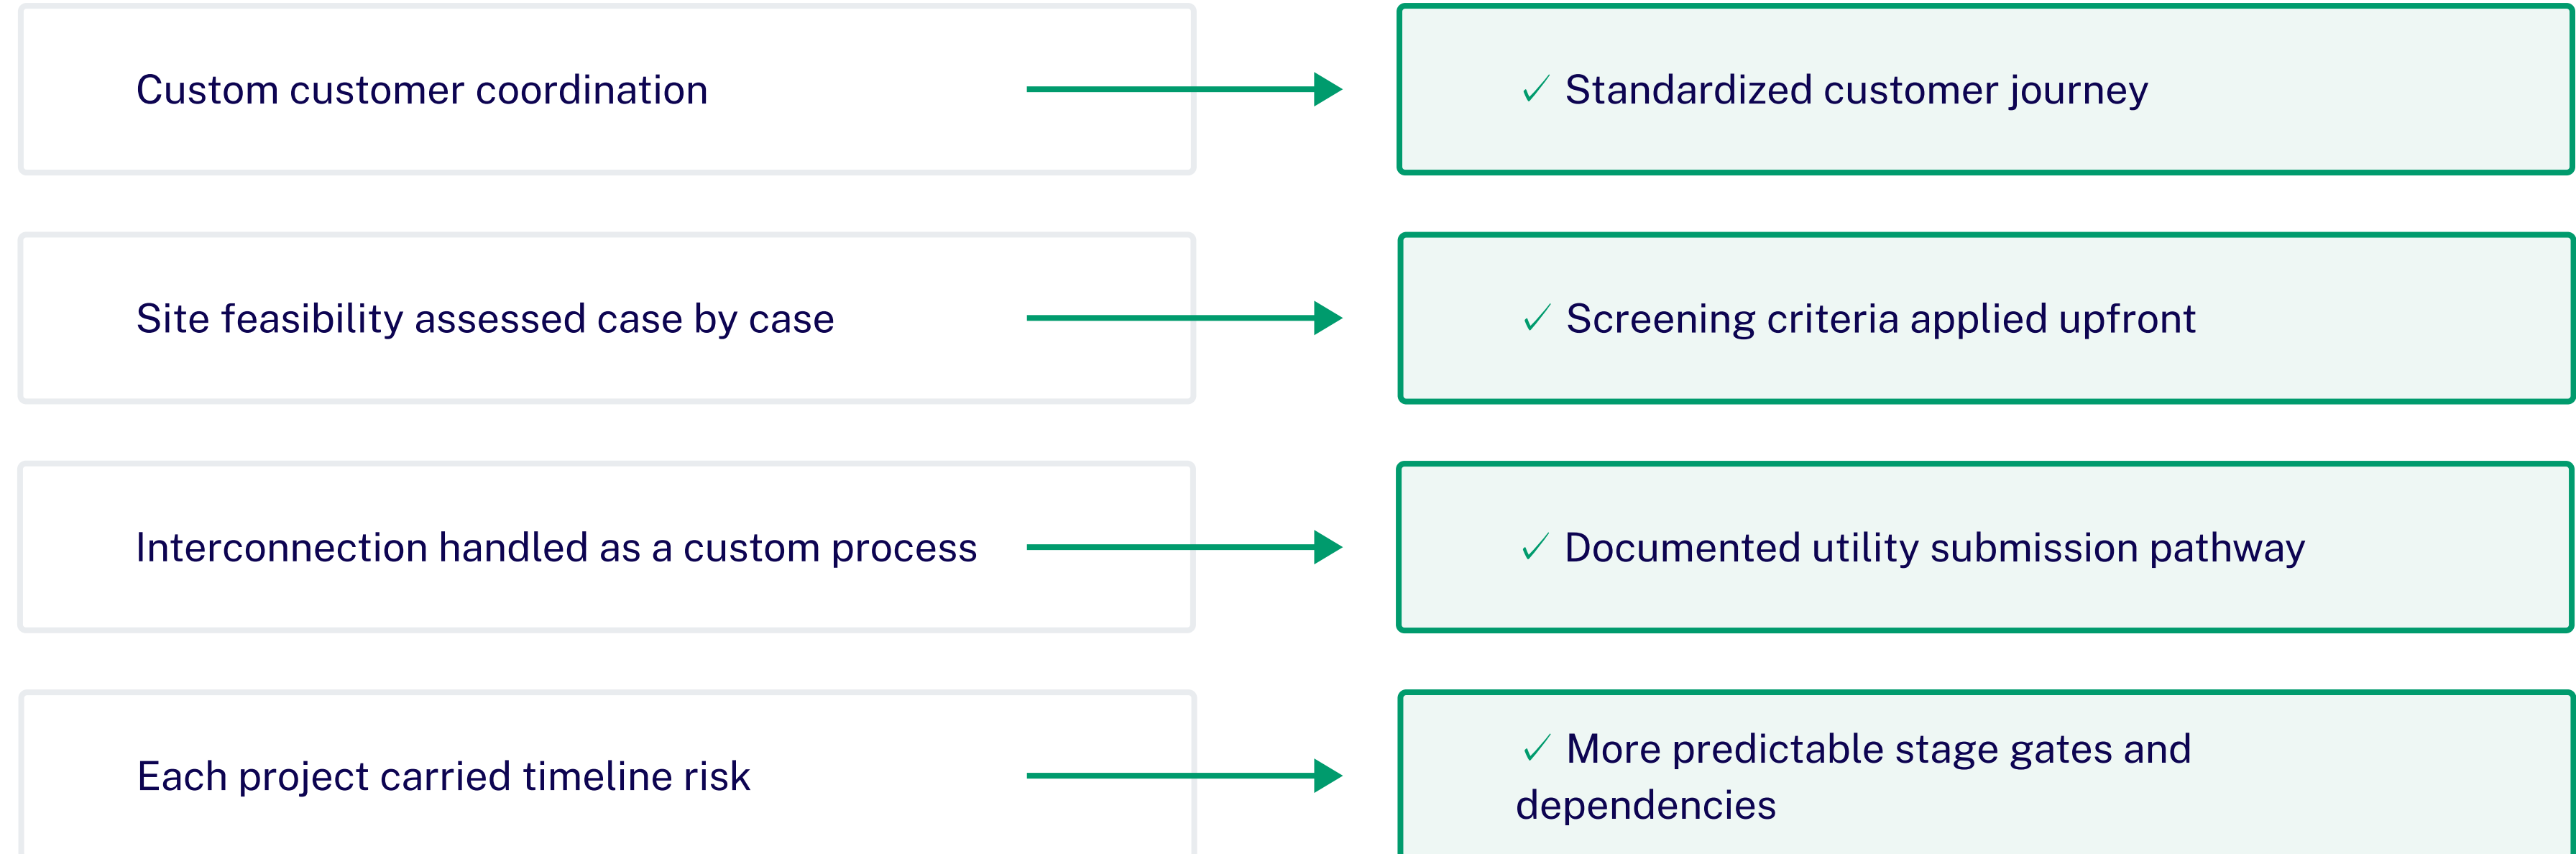 Custom customer coordination
✓ Standardized customer journey
Site feasibility assessed case by case
✓ Screening criteria applied upfront
Interconnection handled as a custom process
✓ Documented utility submission pathway
Each project carried timeline risk
✓ More predictable stage gates and
dependencies